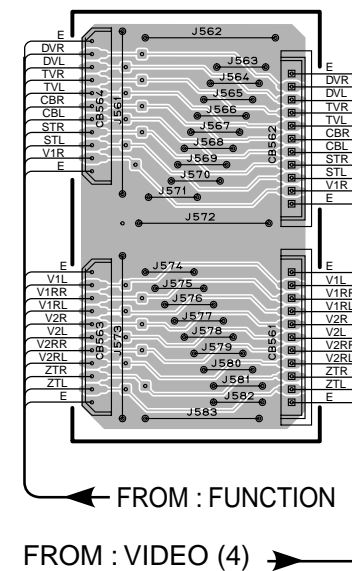 E
DVR
DVL
TVR
TVL
CBR
CBL
STR
STL
V1R
E
CB564
J561
J562
J563
J564
J565
J566
J567
J568
J569
J570
J571
J572
CB562
E
DVR
DVL
TVR
TVL
CBR
CBL
STR
STL
V1R
E
E
V1L
V1RR
V1RL
V2R
V2L
V2RR
V2RL
ZTR
ZTL
E
CB563
J573
J574
J575
J576
J577
J578
J579
J580
J581
J582
J583
CB561
E
V1L
V1RR
V1RL
V2R
V2L
V2RR
V2RL
ZTR
ZTL
E
FROM : FUNCTION
FROM : VIDEO (4)